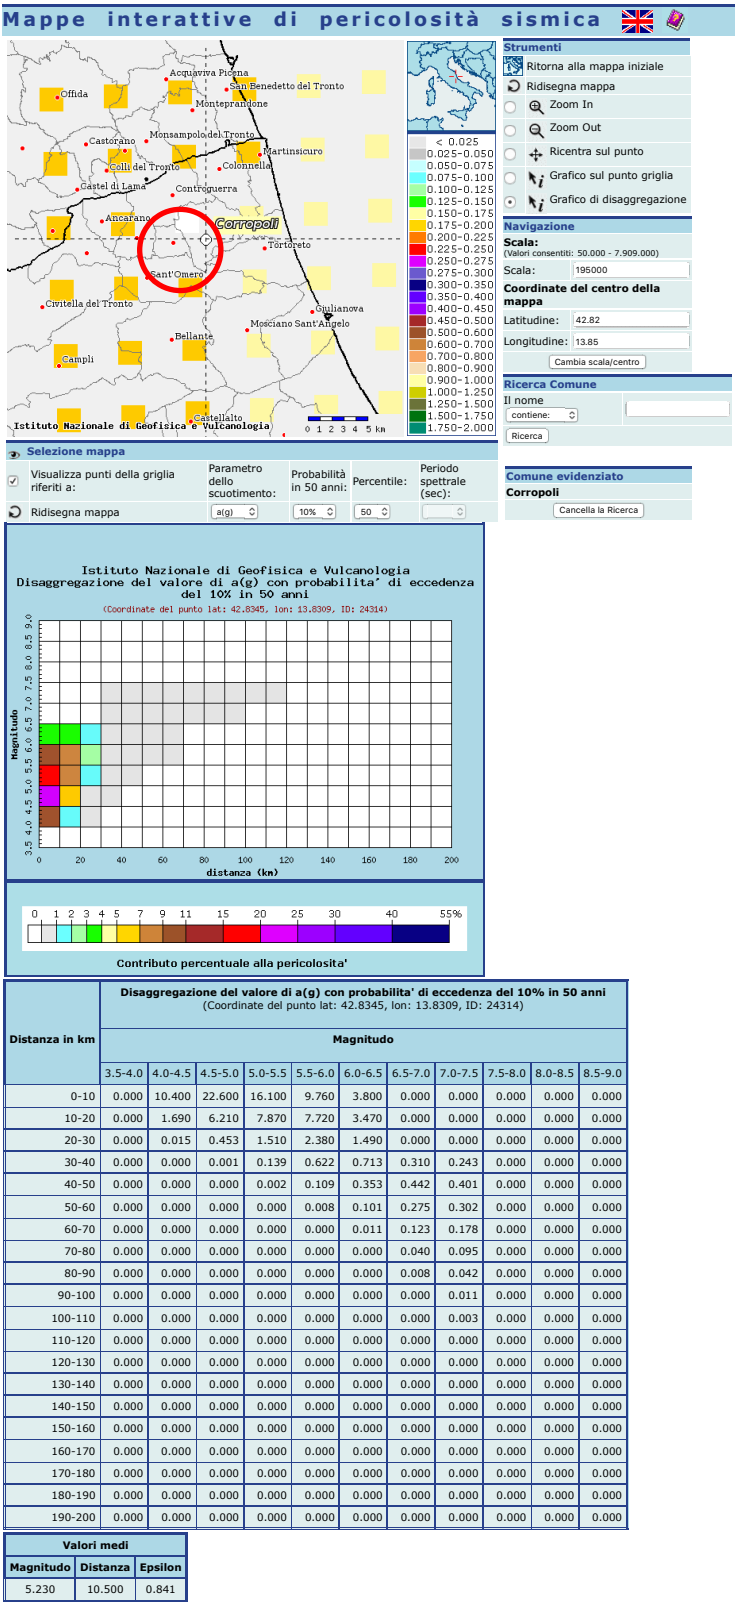 Mappe interattive di pericolosità sismica
Acquaviva Picena
San Benedetto del Tronto
Offida
Monteprandone
Castorano
Monsampolo del Tronto
Martinsicuro
Colli del Tronto
Colonnella
Castel di Lama
Controguerra
Ancarano
Corropoli
Tortoreto
Sant'Omero
Civitella del Tronto
Giulianova
Mosciano Sant'Angelo
Bellante
Campli
Castellalto
Istituto Nazionale di Geofisica e Vulcanologia
0 1 2 3 4 5 km
< 0.025
0.025-0.050
0.050-0.075
0.075-0.100
0.100-0.125
0.125-0.150
0.150-0.175
0.175-0.200
0.200-0.225
0.225-0.250
0.250-0.275
0.275-0.300
0.300-0.350
0.350-0.400
0.400-0.450
0.450-0.500
0.500-0.600
0.600-0.700
0.700-0.800
0.800-0.900
0.900-1.000
1.000-1.250
1.250-1.500
1.500-1.750
1.750-2.000
Strumenti
Ritorna alla mappa iniziale
Ridisegna mappa
Zoom In
Zoom Out
Ricentra sul punto
Grafico sul punto griglia
Grafico di disaggregazione
Navigazione
Scala:
(Valori consentiti: 50.000 - 7.909.000)
Scala: 195000
Coordinate del centro della
mappa
Latitudine: 42.82
Longitudine: 13.85
Cambia scala/centro
Ricerca Comune
Il nome
contiene:
Ricerca
Comune evidenziato
Corropoli
Cancella la Ricerca
Selezione mappa
Visualizza punti della griglia
riferiti a:
Parametro
dello
scuotimento:
Probabilità
in 50 anni:
Percentile:
Periodo
spettrale
(sec):
Ridisegna mappa a(g) 10% 50
Istituto Nazionale di Geofisica e Vulcanologia
Disaggregazione del valore di a(g) con probabilita' di eccedenza
del 10% in 50 anni
(Coordinate del punto lat: 42.8345, lon: 13.8309, ID: 24314)
Magnitudo
9.0
8.5
8.0
7.5
7.0
6.5
6.0
5.5
5.0
4.5
4.0
3.5
0 20 40 60 80 100 120 140 160 180 200
distanza (km)
0 1 2 3 4 5 7 9 11 15 20 25 30 40 55%
Contributo percentuale alla pericolosita'
Disaggregazione del valore di a(g) con probabilita' di eccedenza del 10% in 50 anni
(Coordinate del punto lat: 42.8345, lon: 13.8309, ID: 24314)
Distanza in km
Magnitudo
3.5-4.0 4.0-4.5 4.5-5.0 5.0-5.5 5.5-6.0 6.0-6.5 6.5-7.0 7.0-7.5 7.5-8.0 8.0-8.5 8.5-9.0
0-10 0.000 10.400 22.600 16.100 9.760 3.800 0.000 0.000 0.000 0.000 0.000
10-20 0.000 1.690 6.210 7.870 7.720 3.470 0.000 0.000 0.000 0.000 0.000
20-30 0.000 0.015 0.453 1.510 2.380 1.490 0.000 0.000 0.000 0.000 0.000
30-40 0.000 0.000 0.001 0.139 0.622 0.713 0.310 0.243 0.000 0.000 0.000
40-50 0.000 0.000 0.000 0.002 0.109 0.353 0.442 0.401 0.000 0.000 0.000
50-60 0.000 0.000 0.000 0.000 0.008 0.101 0.275 0.302 0.000 0.000 0.000
60-70 0.000 0.000 0.000 0.000 0.000 0.011 0.123 0.178 0.000 0.000 0.000
70-80 0.000 0.000 0.000 0.000 0.000 0.000 0.040 0.095 0.000 0.000 0.000
80-90 0.000 0.000 0.000 0.000 0.000 0.000 0.008 0.042 0.000 0.000 0.000
90-100 0.000 0.000 0.000 0.000 0.000 0.000 0.000 0.011 0.000 0.000 0.000
100-110 0.000 0.000 0.000 0.000 0.000 0.000 0.000 0.003 0.000 0.000 0.000
110-120 0.000 0.000 0.000 0.000 0.000 0.000 0.000 0.000 0.000 0.000 0.000
120-130 0.000 0.000 0.000 0.000 0.000 0.000 0.000 0.000 0.000 0.000 0.000
130-140 0.000 0.000 0.000 0.000 0.000 0.000 0.000 0.000 0.000 0.000 0.000
140-150 0.000 0.000 0.000 0.000 0.000 0.000 0.000 0.000 0.000 0.000 0.000
150-160 0.000 0.000 0.000 0.000 0.000 0.000 0.000 0.000 0.000 0.000 0.000
160-170 0.000 0.000 0.000 0.000 0.000 0.000 0.000 0.000 0.000 0.000 0.000
170-180 0.000 0.000 0.000 0.000 0.000 0.000 0.000 0.000 0.000 0.000 0.000
180-190 0.000 0.000 0.000 0.000 0.000 0.000 0.000 0.000 0.000 0.000 0.000
190-200 0.000 0.000 0.000 0.000 0.000 0.000 0.000 0.000 0.000 0.000 0.000
Valori medi
Magnitudo Distanza Epsilon
5.230 10.500 0.841